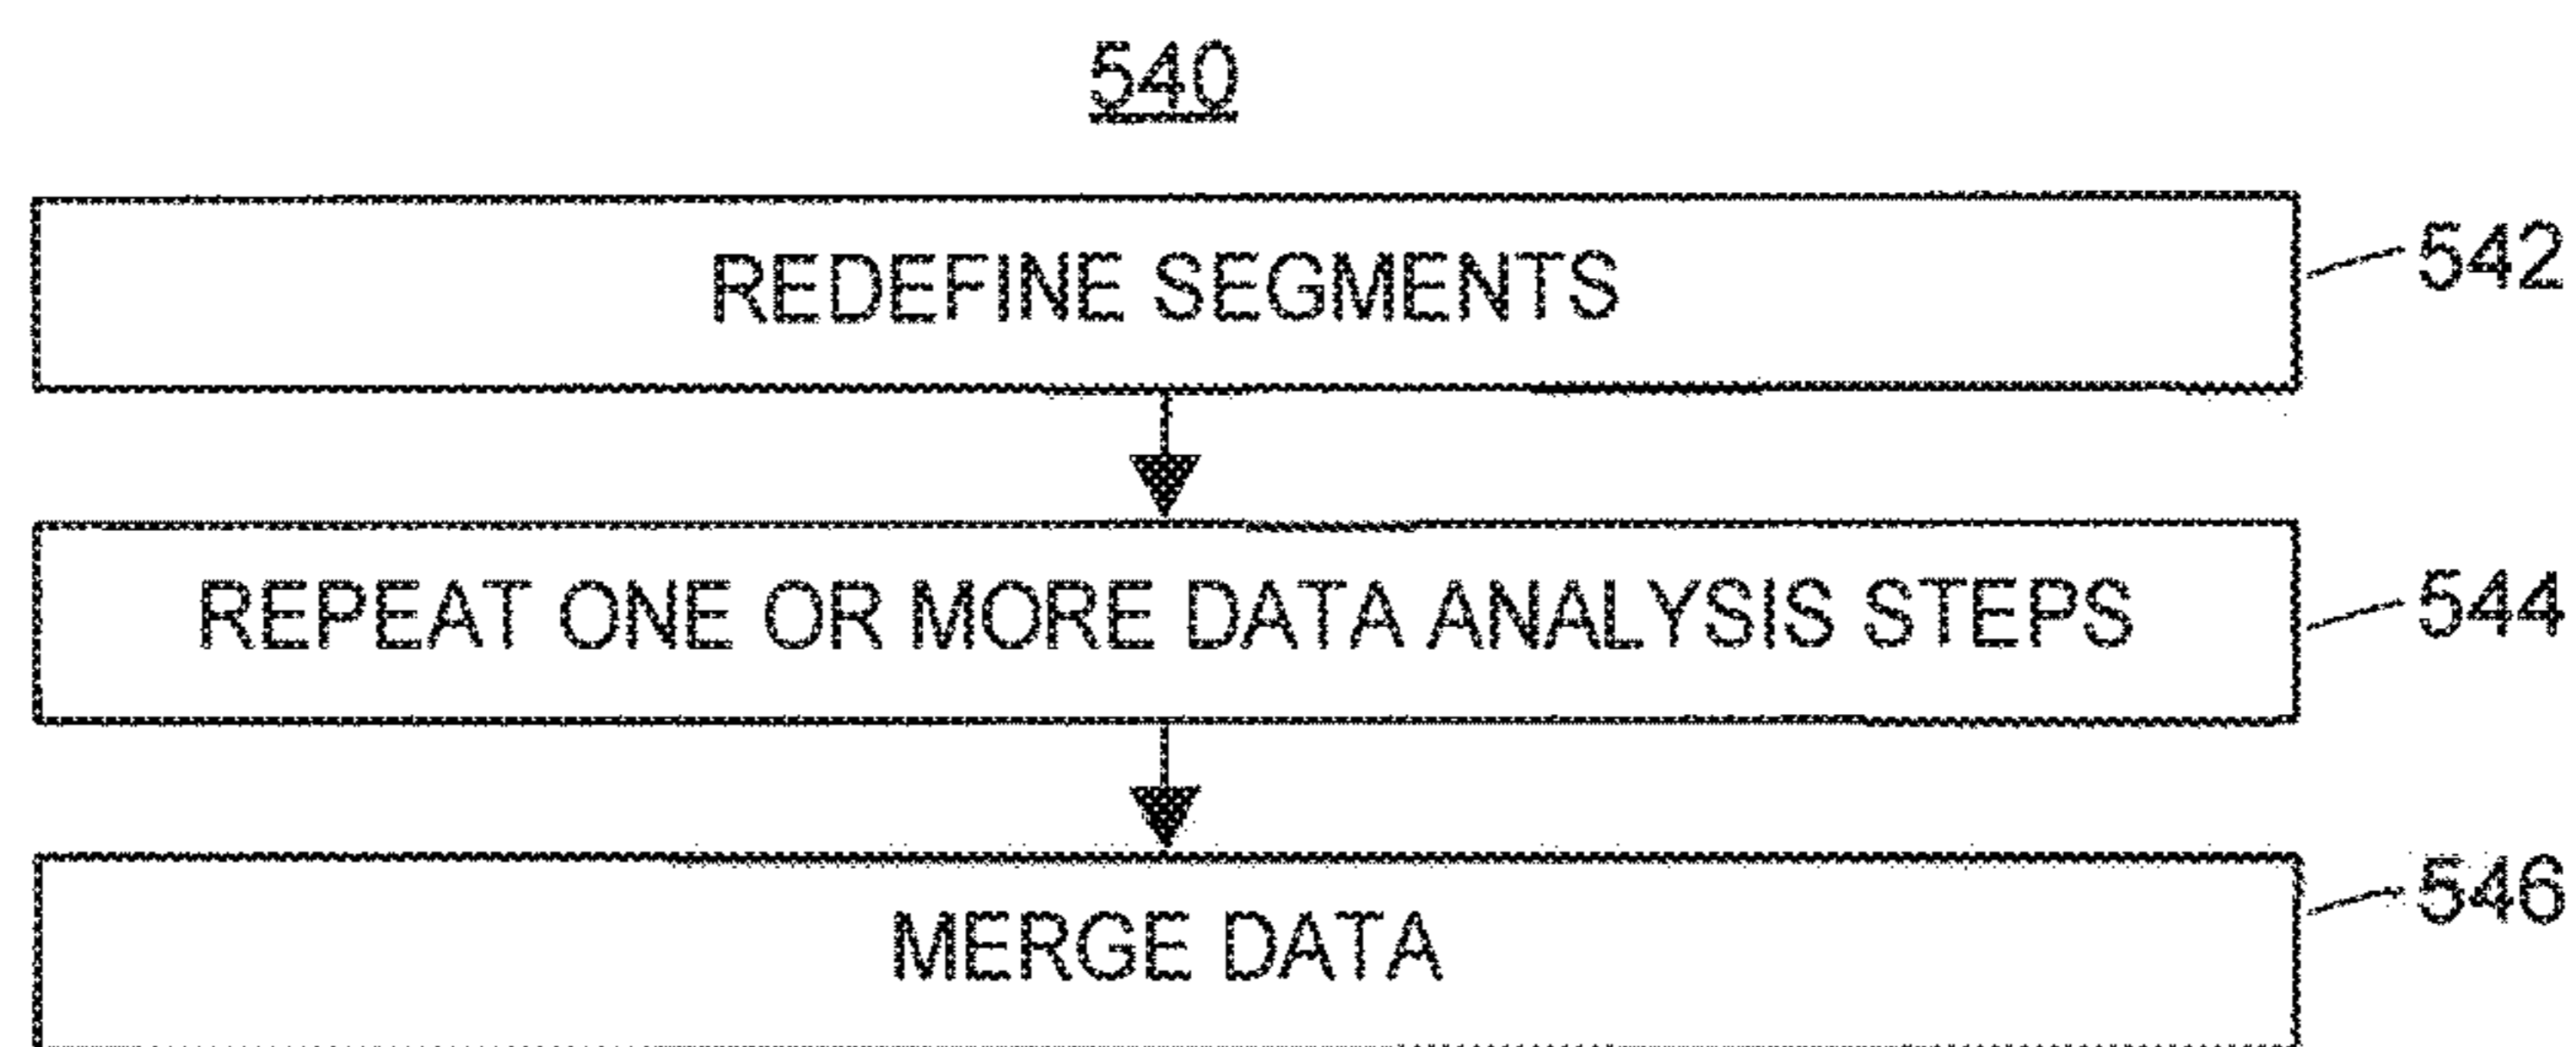 540
REDEFINE SEGMENTS
542
REPEAT ONE OR MORE DATA ANALYSIS STEPS
544
MERGE DATA
546